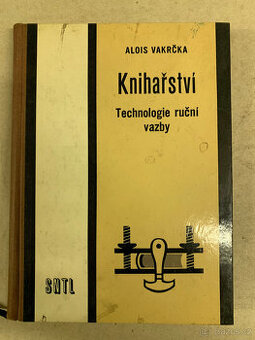 ALOIS VAKRČKA
Knihařství
Technologie ruční
vazby
SNTL